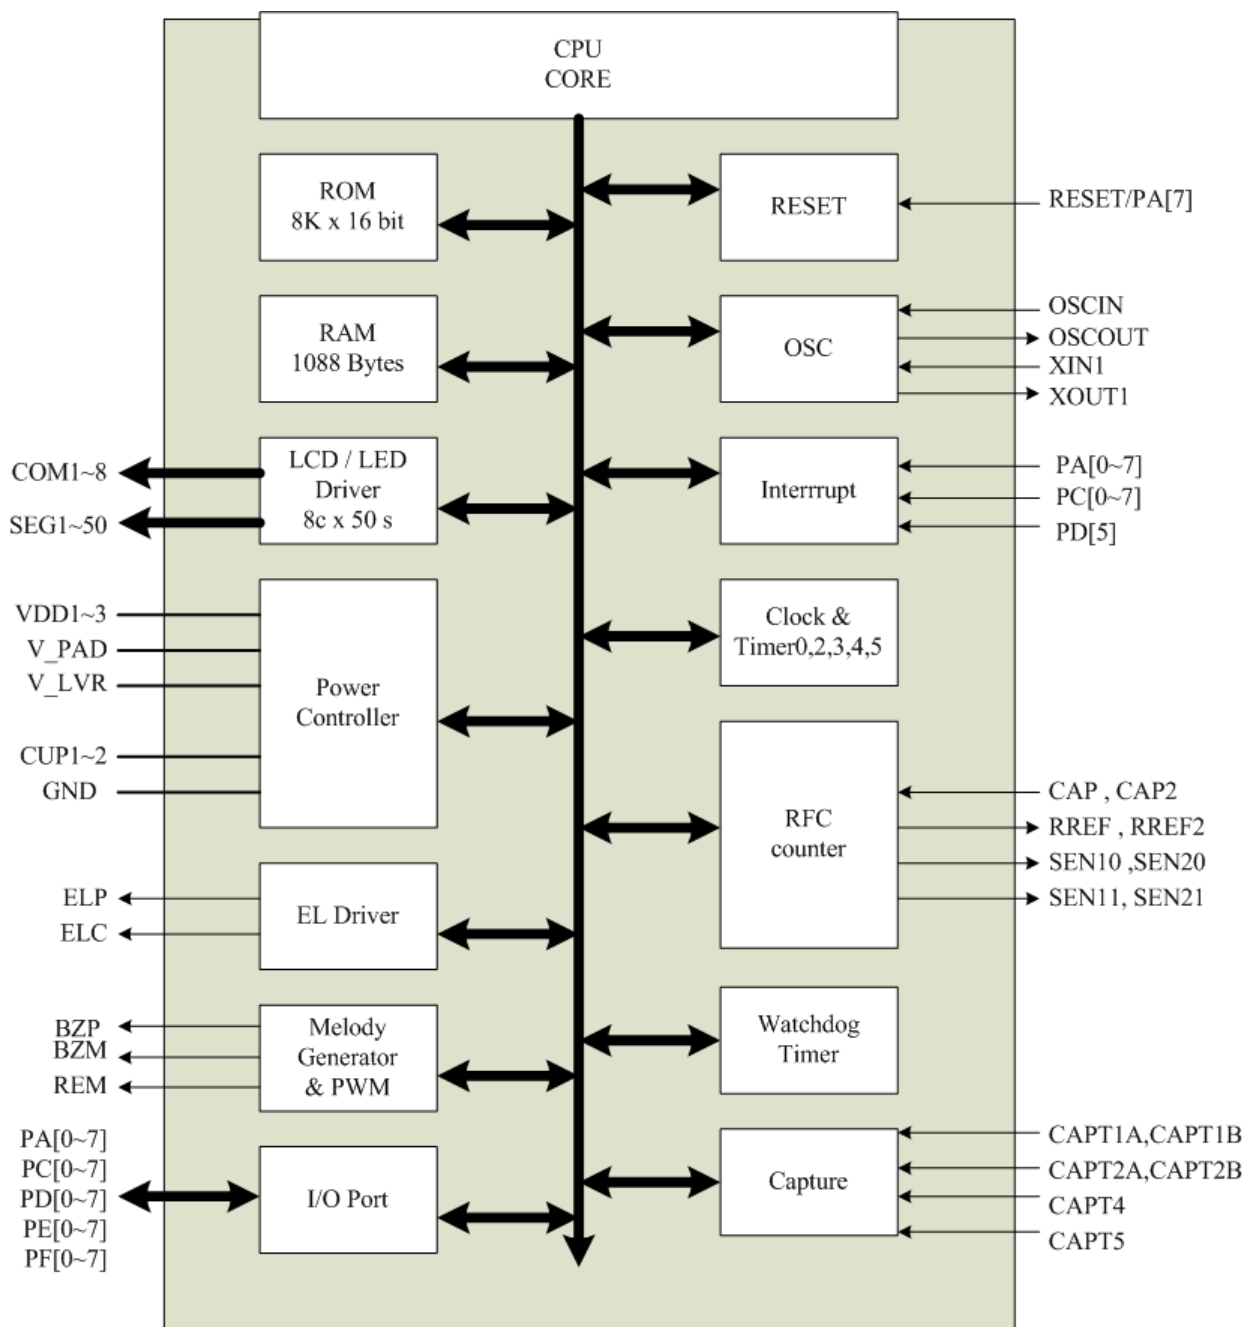 CPU
CORE
ROM
8K x 16 bit
RESET
RESET/PA[7]
RAM
1088 Bytes
OSC
OSCIN
OSCOUT
XIN1
XOUT1
COM1~8
SEG1~50
LCD / LED
Driver
8c x 50 s
Interrrupt
PA[0~7]
PC[0~7]
PD[5]
VDD1~3
V_PAD
V_LVR
CUP1~2
GND
Power
Controller
Clock &
Timer0,2,3,4,5
RFC
counter
CAP , CAP2
RREF , RREF2
SEN10 ,SEN20
SEN11, SEN21
ELP
ELC
EL Driver
BZP
BZM
REM
Melody
Generator
& PWM
Watchdog
Timer
PA[0~7]
PC[0~7]
PD[0~7]
PE[0~7]
PF[0~7]
I/O Port
Capture
CAPT1A,CAPT1B
CAPT2A,CAPT2B
CAPT4
CAPT5